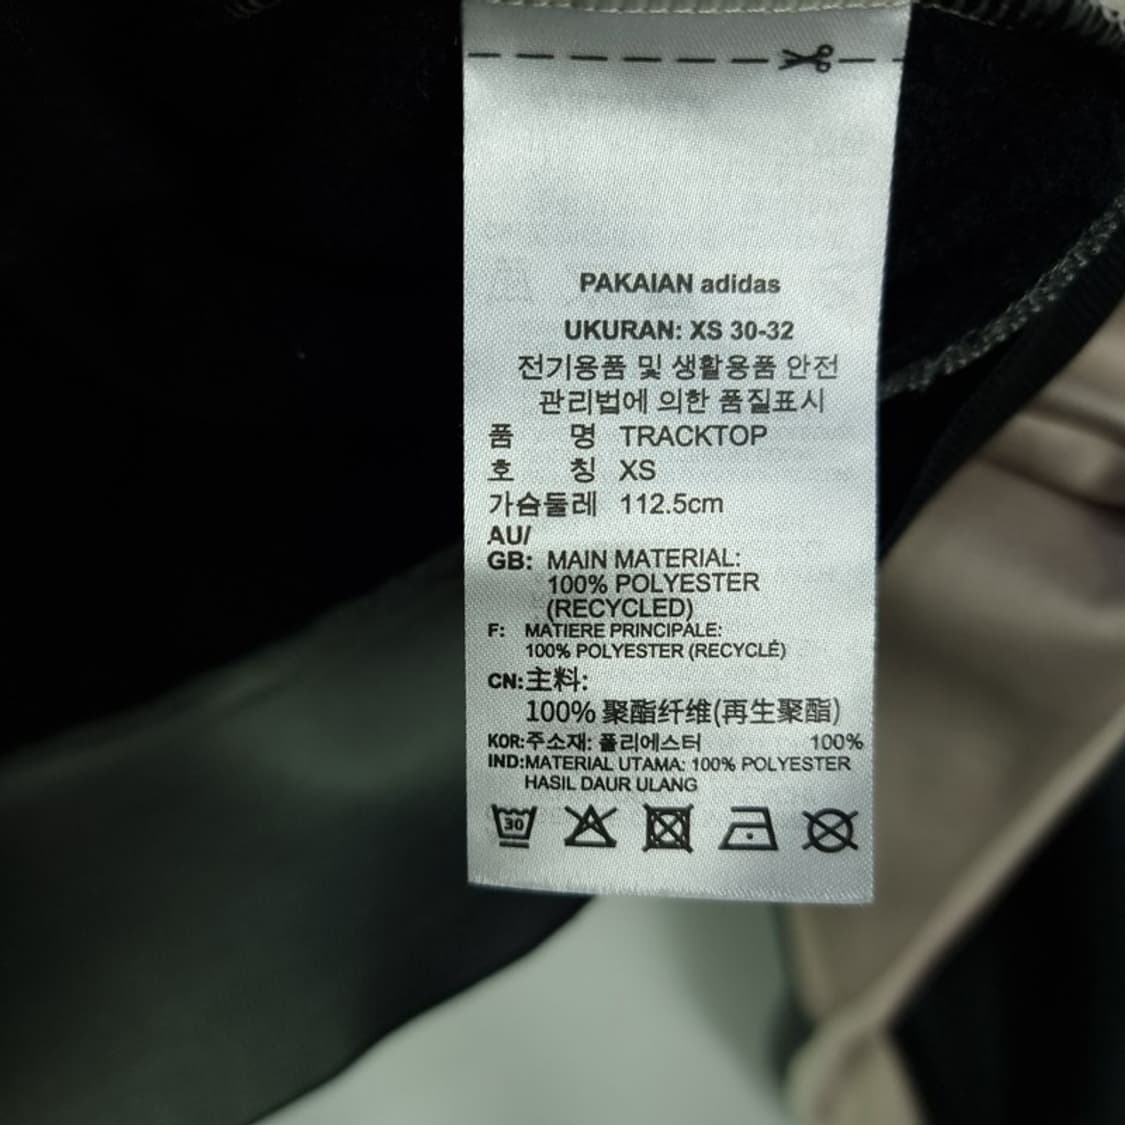 PAKAIAN adidas
UKURAN: XS 30-32
전기용품 및 생활용품 안전
관리법에 의한 품질표시
품 명 TRACKTOP
호 칭 XS
가슴둘레 112.5cm
AU/
GB: MAIN MATERIAL:
100% POLYESTER
(RECYCLED)
F: MATIERE PRINCIPALE:
100% POLYESTER (RECYCLÉ)
CN:主料:
100% 聚酯纤维(再生聚酯)
KOR:주소재: 폴리에스터 100%
IND:MATERIAL UTAMA: 100% POLYESTER
HASIL DAUR ULANG
30